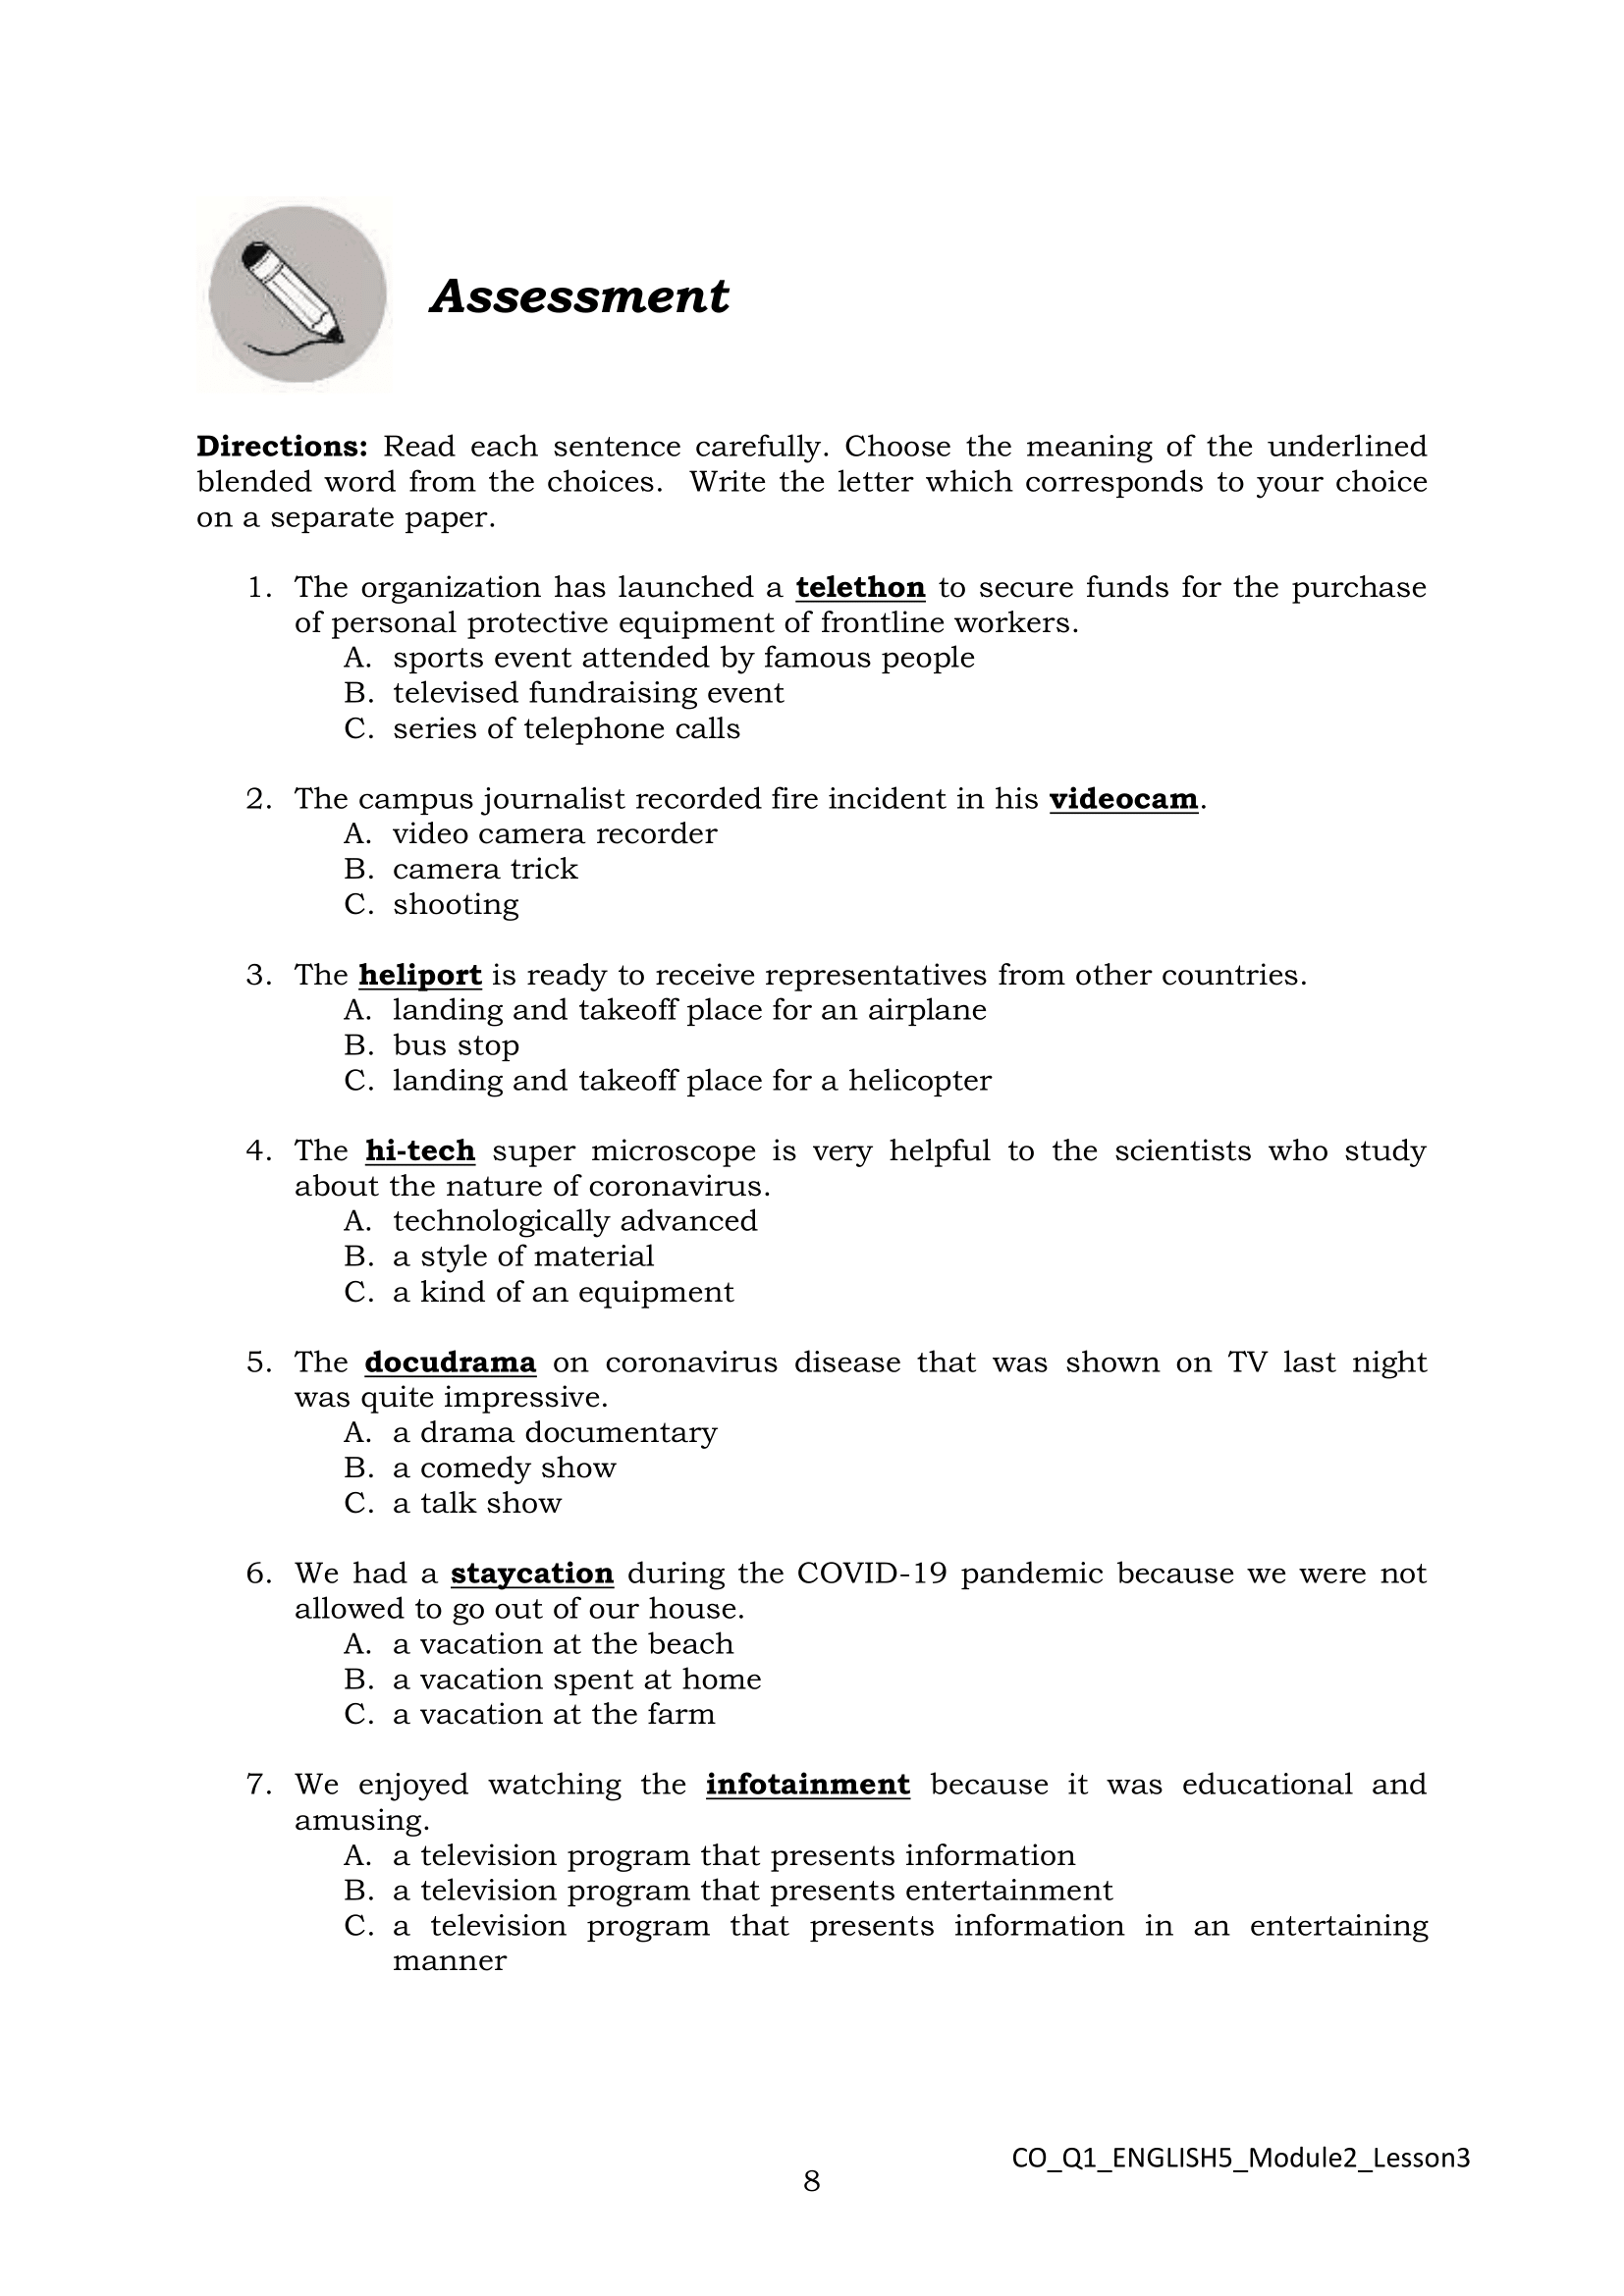 Assessment
Directions: Read each sentence carefully. Choose the meaning of the underlined
blended word from the choices.  Write the letter which corresponds to your choice
on a separate paper.
1. The organization has launched a telethon to secure funds for the purchase
of personal protective equipment of frontline workers.
A. sports event attended by famous people
B. televised fundraising event
C. series of telephone calls
2. The campus journalist recorded fire incident in his videocam.
A. video camera recorder
B. camera trick
C. shooting
3. The heliport is ready to receive representatives from other countries.
A. landing and takeoff place for an airplane
B. bus stop
C. landing and takeoff place for a helicopter
4. The hi-tech super microscope is very helpful to the scientists who study
about the nature of coronavirus.
A. technologically advanced
B. a style of material
C. a kind of an equipment
5. The docudrama on coronavirus disease that was shown on TV last night
was quite impressive.
A. a drama documentary
B. a comedy show
C. a talk show
6. We had a staycation during the COVID-19 pandemic because we were not
allowed to go out of our house.
A. a vacation at the beach
B. a vacation spent at home
C. a vacation at the farm
7. We enjoyed watching the infotainment because it was educational and
amusing.
A. a television program that presents information
B. a television program that presents entertainment
C. a television program that presents information in an entertaining
manner
CO_Q1_ENGLISH5_Module2_Lesson3
8